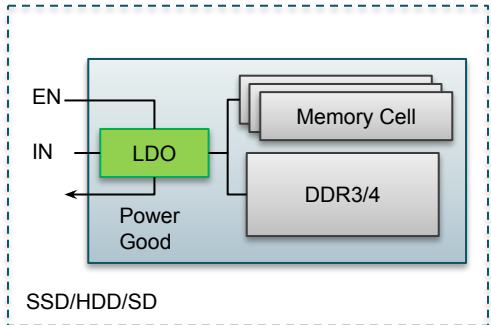 EN
Memory Cell
IN
LDO
DDR3/4
Power
Good
SSD/HDD/SD